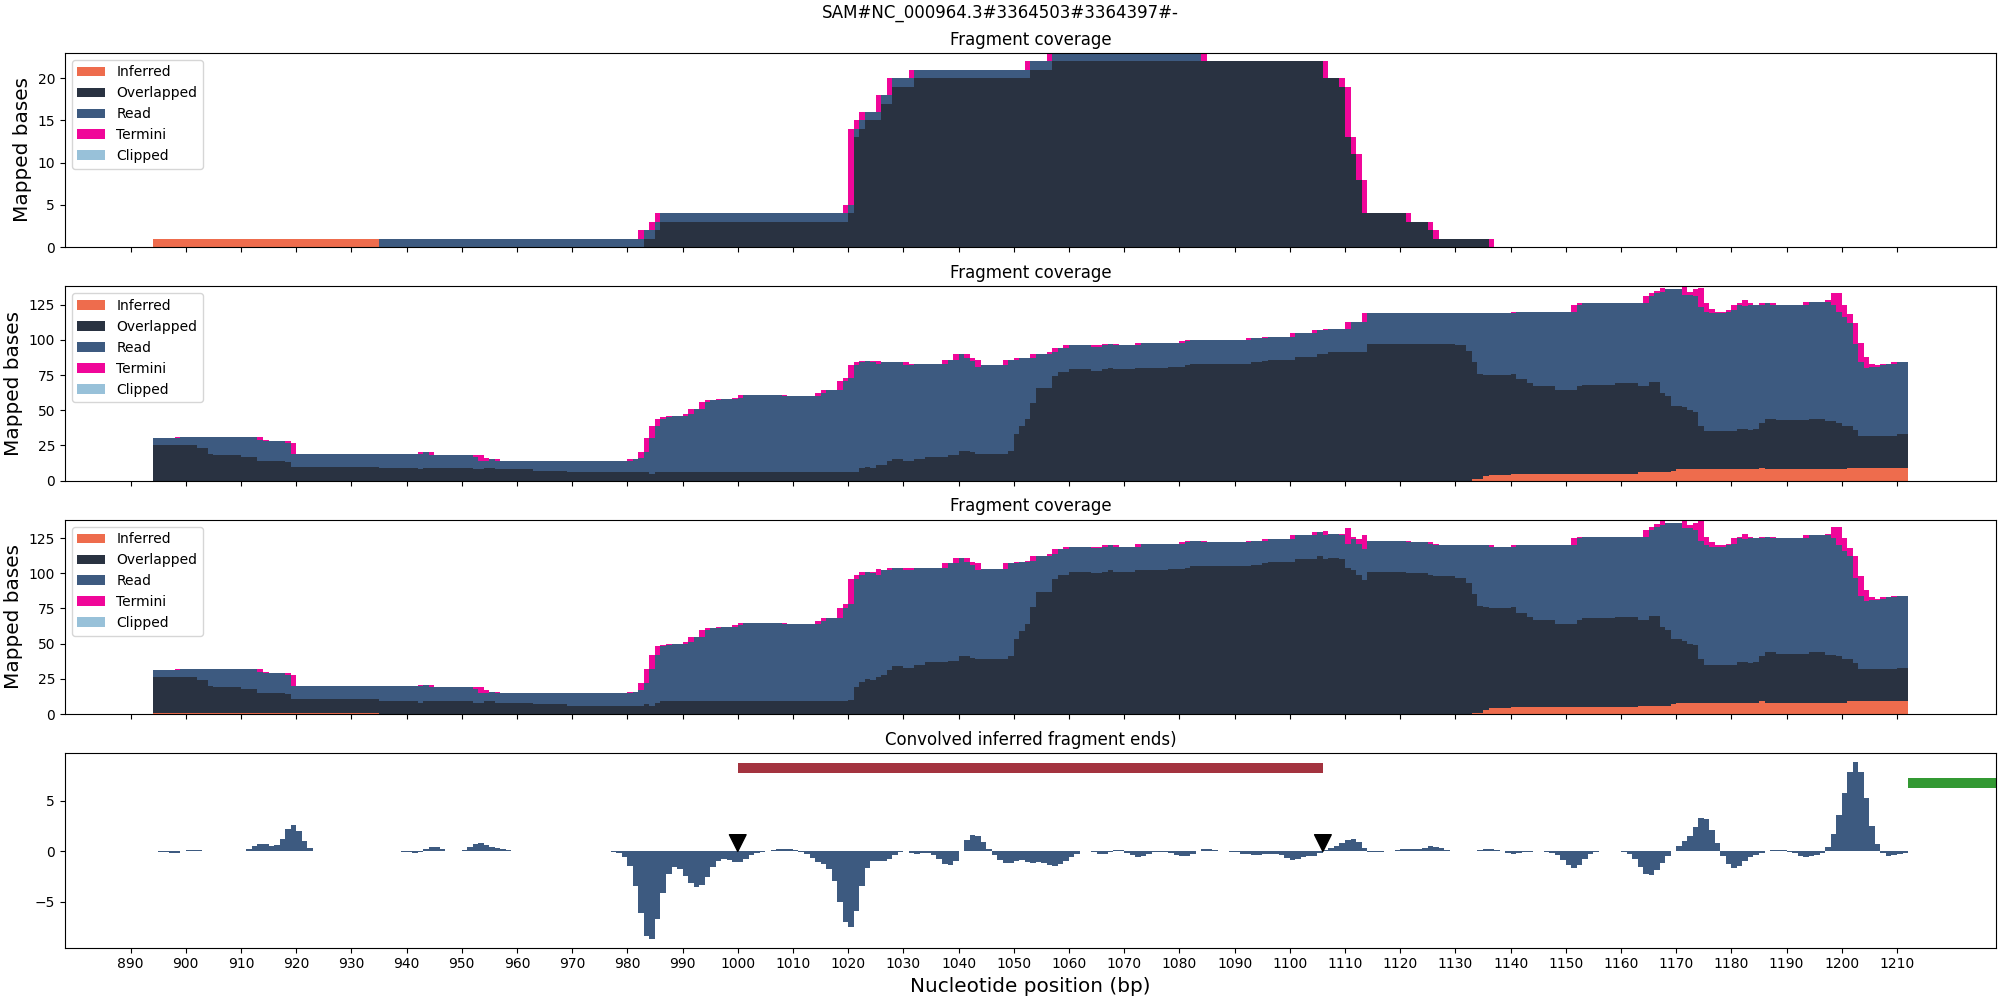 SAM#NC_000964.3#3364503#3364397#-
Fragment coverage
Mapped bases
20
15
10
5
0
Inferred
Overlapped
Read
Termini
Clipped
Fragment coverage
Mapped bases
125
100
75
50
25
0
Inferred
Overlapped
Read
Termini
Clipped
Fragment coverage
Mapped bases
125
100
75
50
25
0
Inferred
Overlapped
Read
Termini
Clipped
Convolved inferred fragment ends)
5
0
−5
890 900 910 920 930 940 950 960 970 980 990 1000 1010 1020 1030 1040 1050 1060 1070 1080 1090 1100 1110 1120 1130 1140 1150 1160 1170 1180 1190 1200 1210
Nucleotide position (bp)